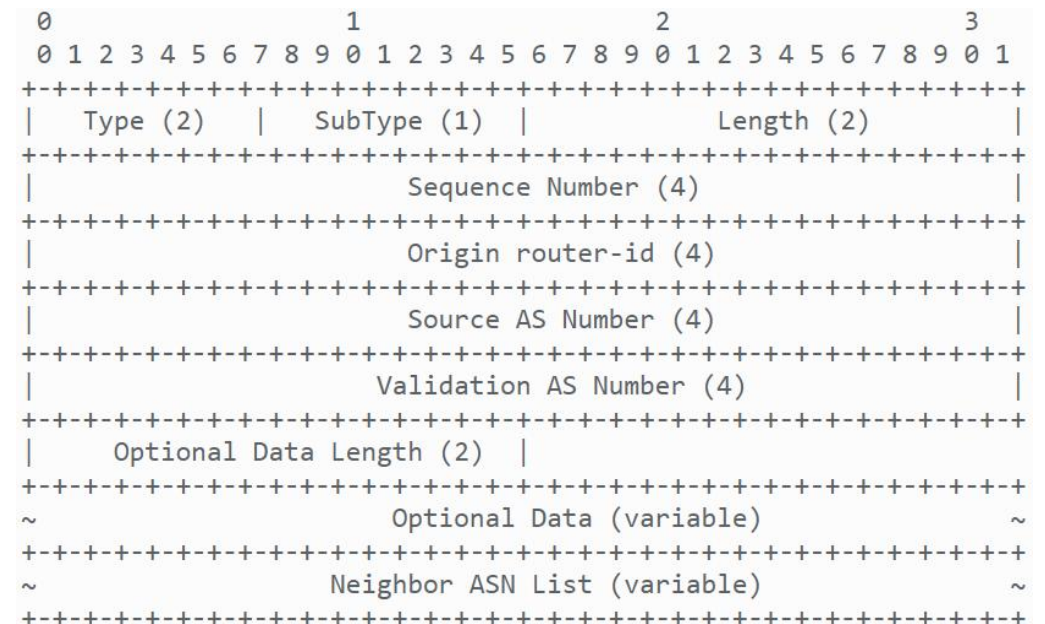 0                   1                   2                   3
 0 1 2 3 4 5 6 7 8 9 0 1 2 3 4 5 6 7 8 9 0 1 2 3 4 5 6 7 8 9 0 1
+-+-+-+-+-+-+-+-+-+-+-+-+-+-+-+-+-+-+-+-+-+-+-+-+-+-+-+-+-+-+-+-+
|   Type (2)    |   SubType (1)  |            Length (2)         |
+-+-+-+-+-+-+-+-+-+-+-+-+-+-+-+-+-+-+-+-+-+-+-+-+-+-+-+-+-+-+-+-+
|                        Sequence Number (4)                    |
+-+-+-+-+-+-+-+-+-+-+-+-+-+-+-+-+-+-+-+-+-+-+-+-+-+-+-+-+-+-+-+-+
|                        Origin router-id (4)                   |
+-+-+-+-+-+-+-+-+-+-+-+-+-+-+-+-+-+-+-+-+-+-+-+-+-+-+-+-+-+-+-+-+
|                        Source AS Number (4)                   |
+-+-+-+-+-+-+-+-+-+-+-+-+-+-+-+-+-+-+-+-+-+-+-+-+-+-+-+-+-+-+-+-+
|                      Validation AS Number (4)                 |
+-+-+-+-+-+-+-+-+-+-+-+-+-+-+-+-+-+-+-+-+-+-+-+-+-+-+-+-+-+-+-+-+
|     Optional Data Length (2)  |
+-+-+-+-+-+-+-+-+-+-+-+-+-+-+-+-+-+-+-+-+-+-+-+-+-+-+-+-+-+-+-+-+
~                       Optional Data (variable)                ~
+-+-+-+-+-+-+-+-+-+-+-+-+-+-+-+-+-+-+-+-+-+-+-+-+-+-+-+-+-+-+-+-+
~                   Neighbor ASN List (variable)                ~
+-+-+-+-+-+-+-+-+-+-+-+-+-+-+-+-+-+-+-+-+-+-+-+-+-+-+-+-+-+-+-+-+